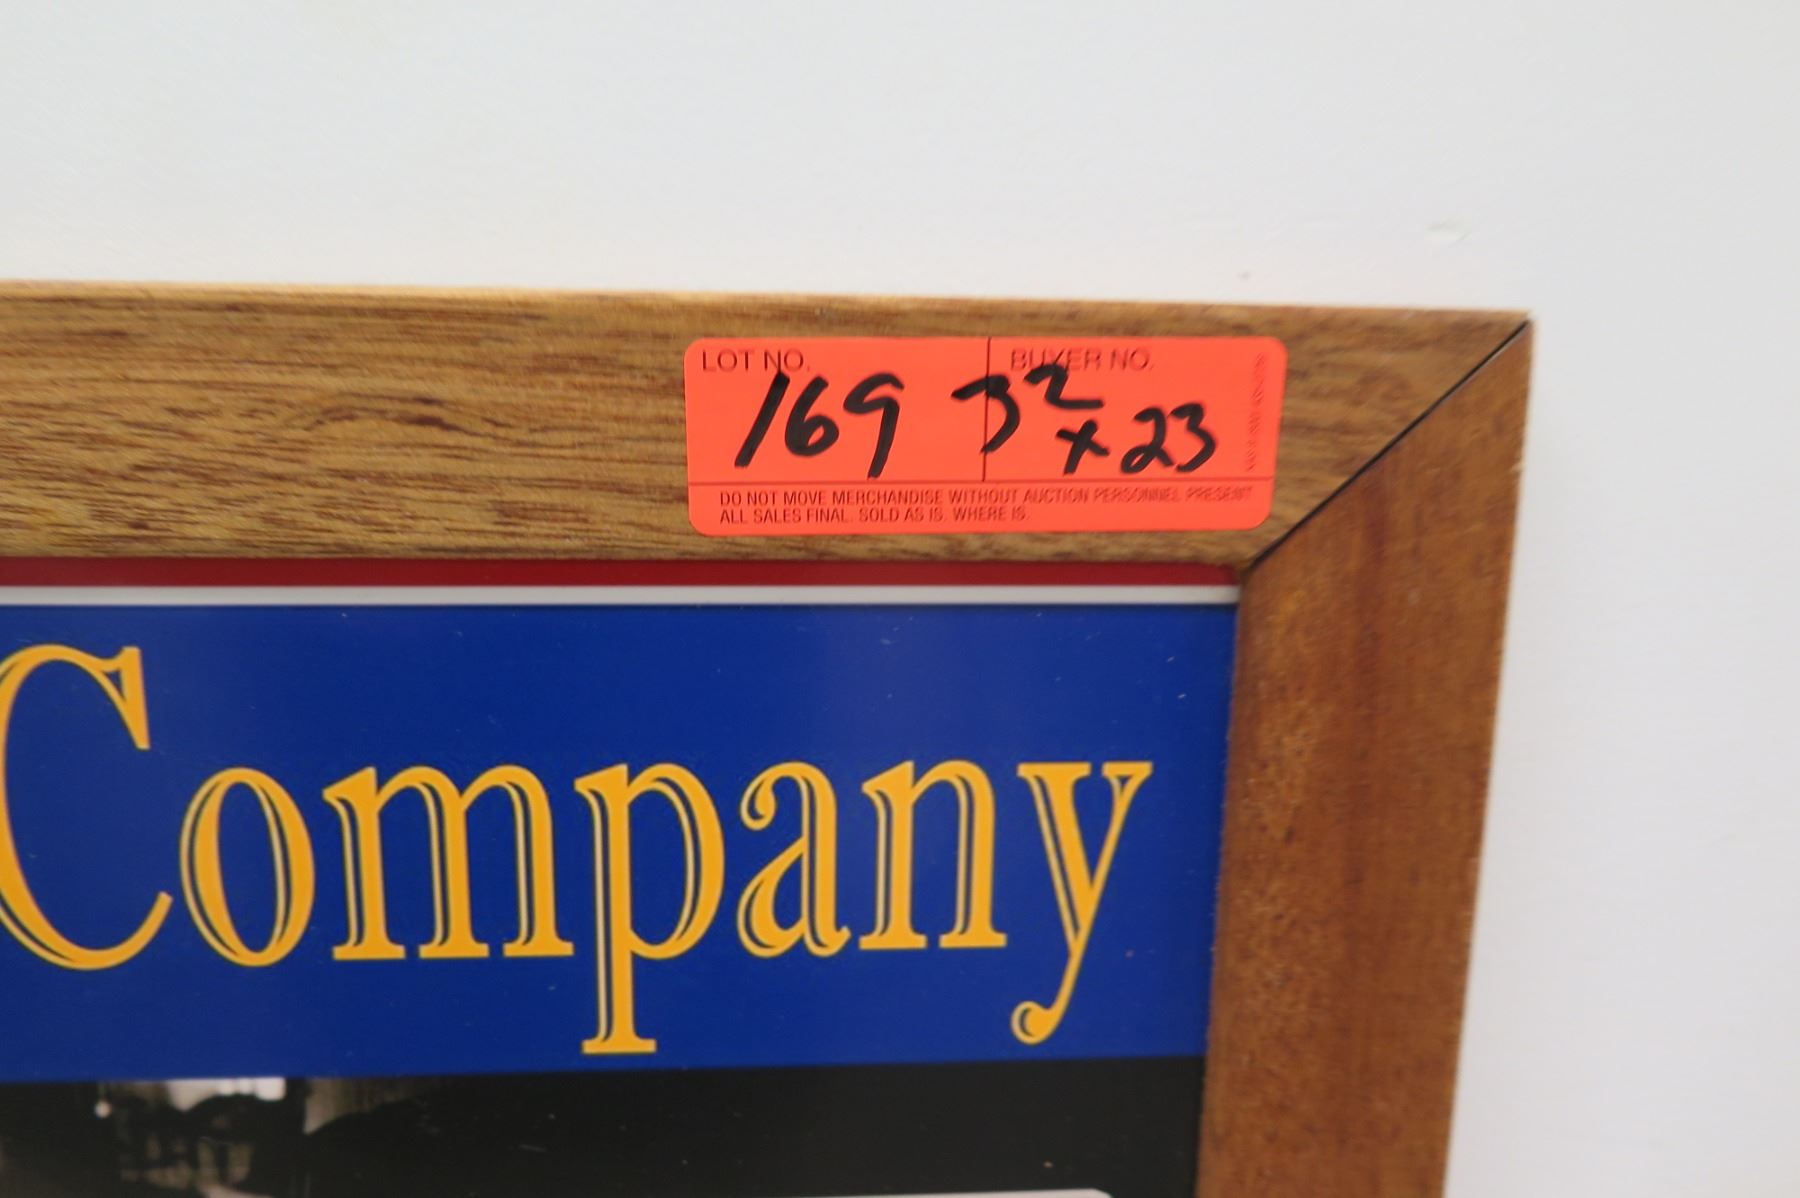 LOT NO. BUYER NO.
169 32 x 23
DO NOT MOVE MERCHANDISE WITHOUT AUCTION PERSONNEL PRESENT
ALL SALES FINAL. SOLD AS IS. WHERE IS.
Company